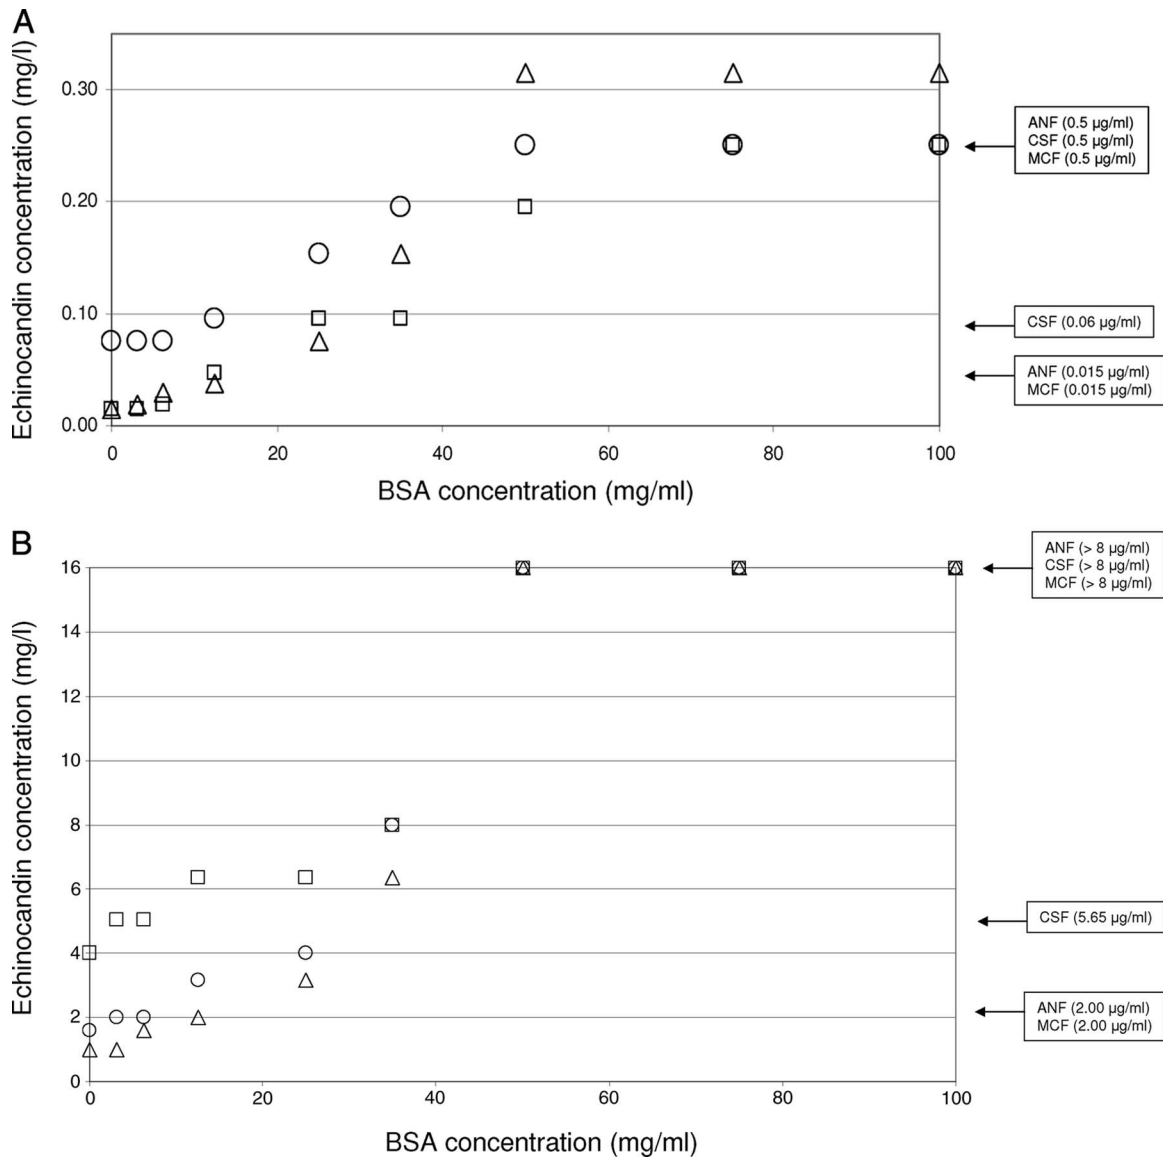 A
Echinocandin concentration (mg/l)
0.30
0.20
0.10
0.00
0
20
40
60
80
100
BSA concentration (mg/ml)
ANF (0.5 µg/ml)
CSF (0.5 µg/ml)
MCF (0.5 µg/ml)
CSF (0.06 µg/ml)
ANF (0.015 µg/ml)
MCF (0.015 µg/ml)
B
Echinocandin concentration (mg/l)
16
14
12
10
8
6
4
2
0
0
20
40
60
80
100
BSA concentration (mg/ml)
ANF (> 8 µg/ml)
CSF (> 8 µg/ml)
MCF (> 8 µg/ml)
CSF (5.65 µg/ml)
ANF (2.00 µg/ml)
MCF (2.00 µg/ml)